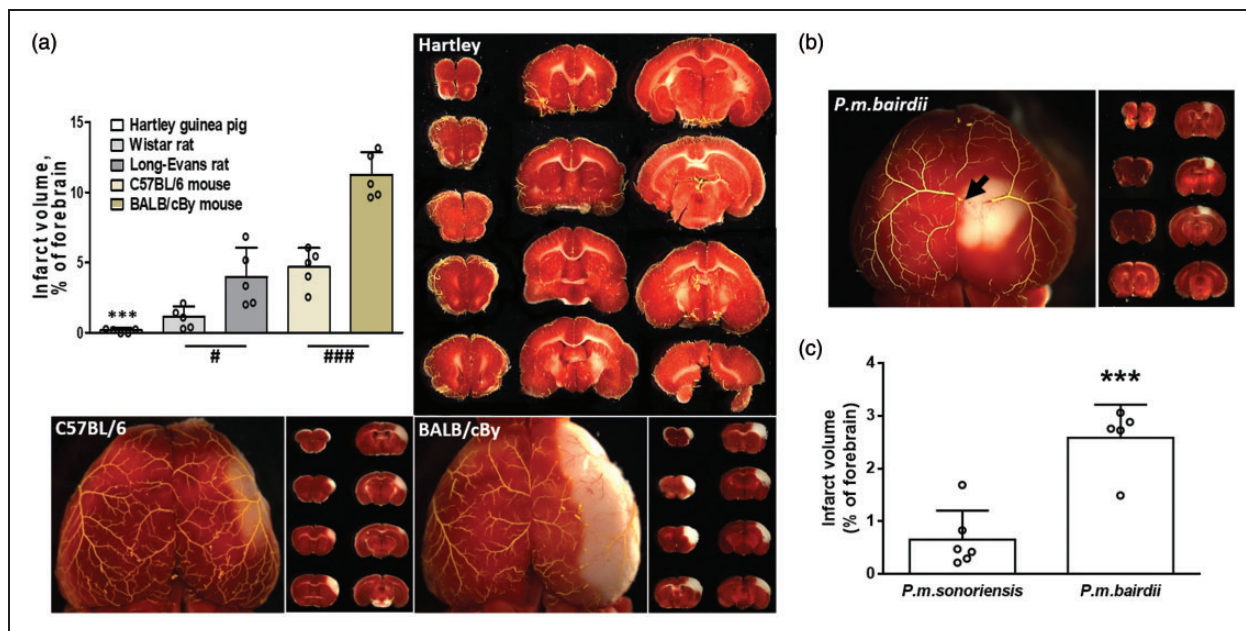 (a)
Infarct volume,
% of forebrain
15
10
5
0
Hartley guinea pig
Wistar rat
Long-Evans rat
C57BL/6 mouse
BALB/cBy mouse
***
#
###
Hartley
C57BL/6
BALB/cBy
(b)
P.m.bairdii
(c)
Infarct volume
(% of forebrain)
4
3
2
1
0
***
P.m.sonoriensis
P.m.bairdii